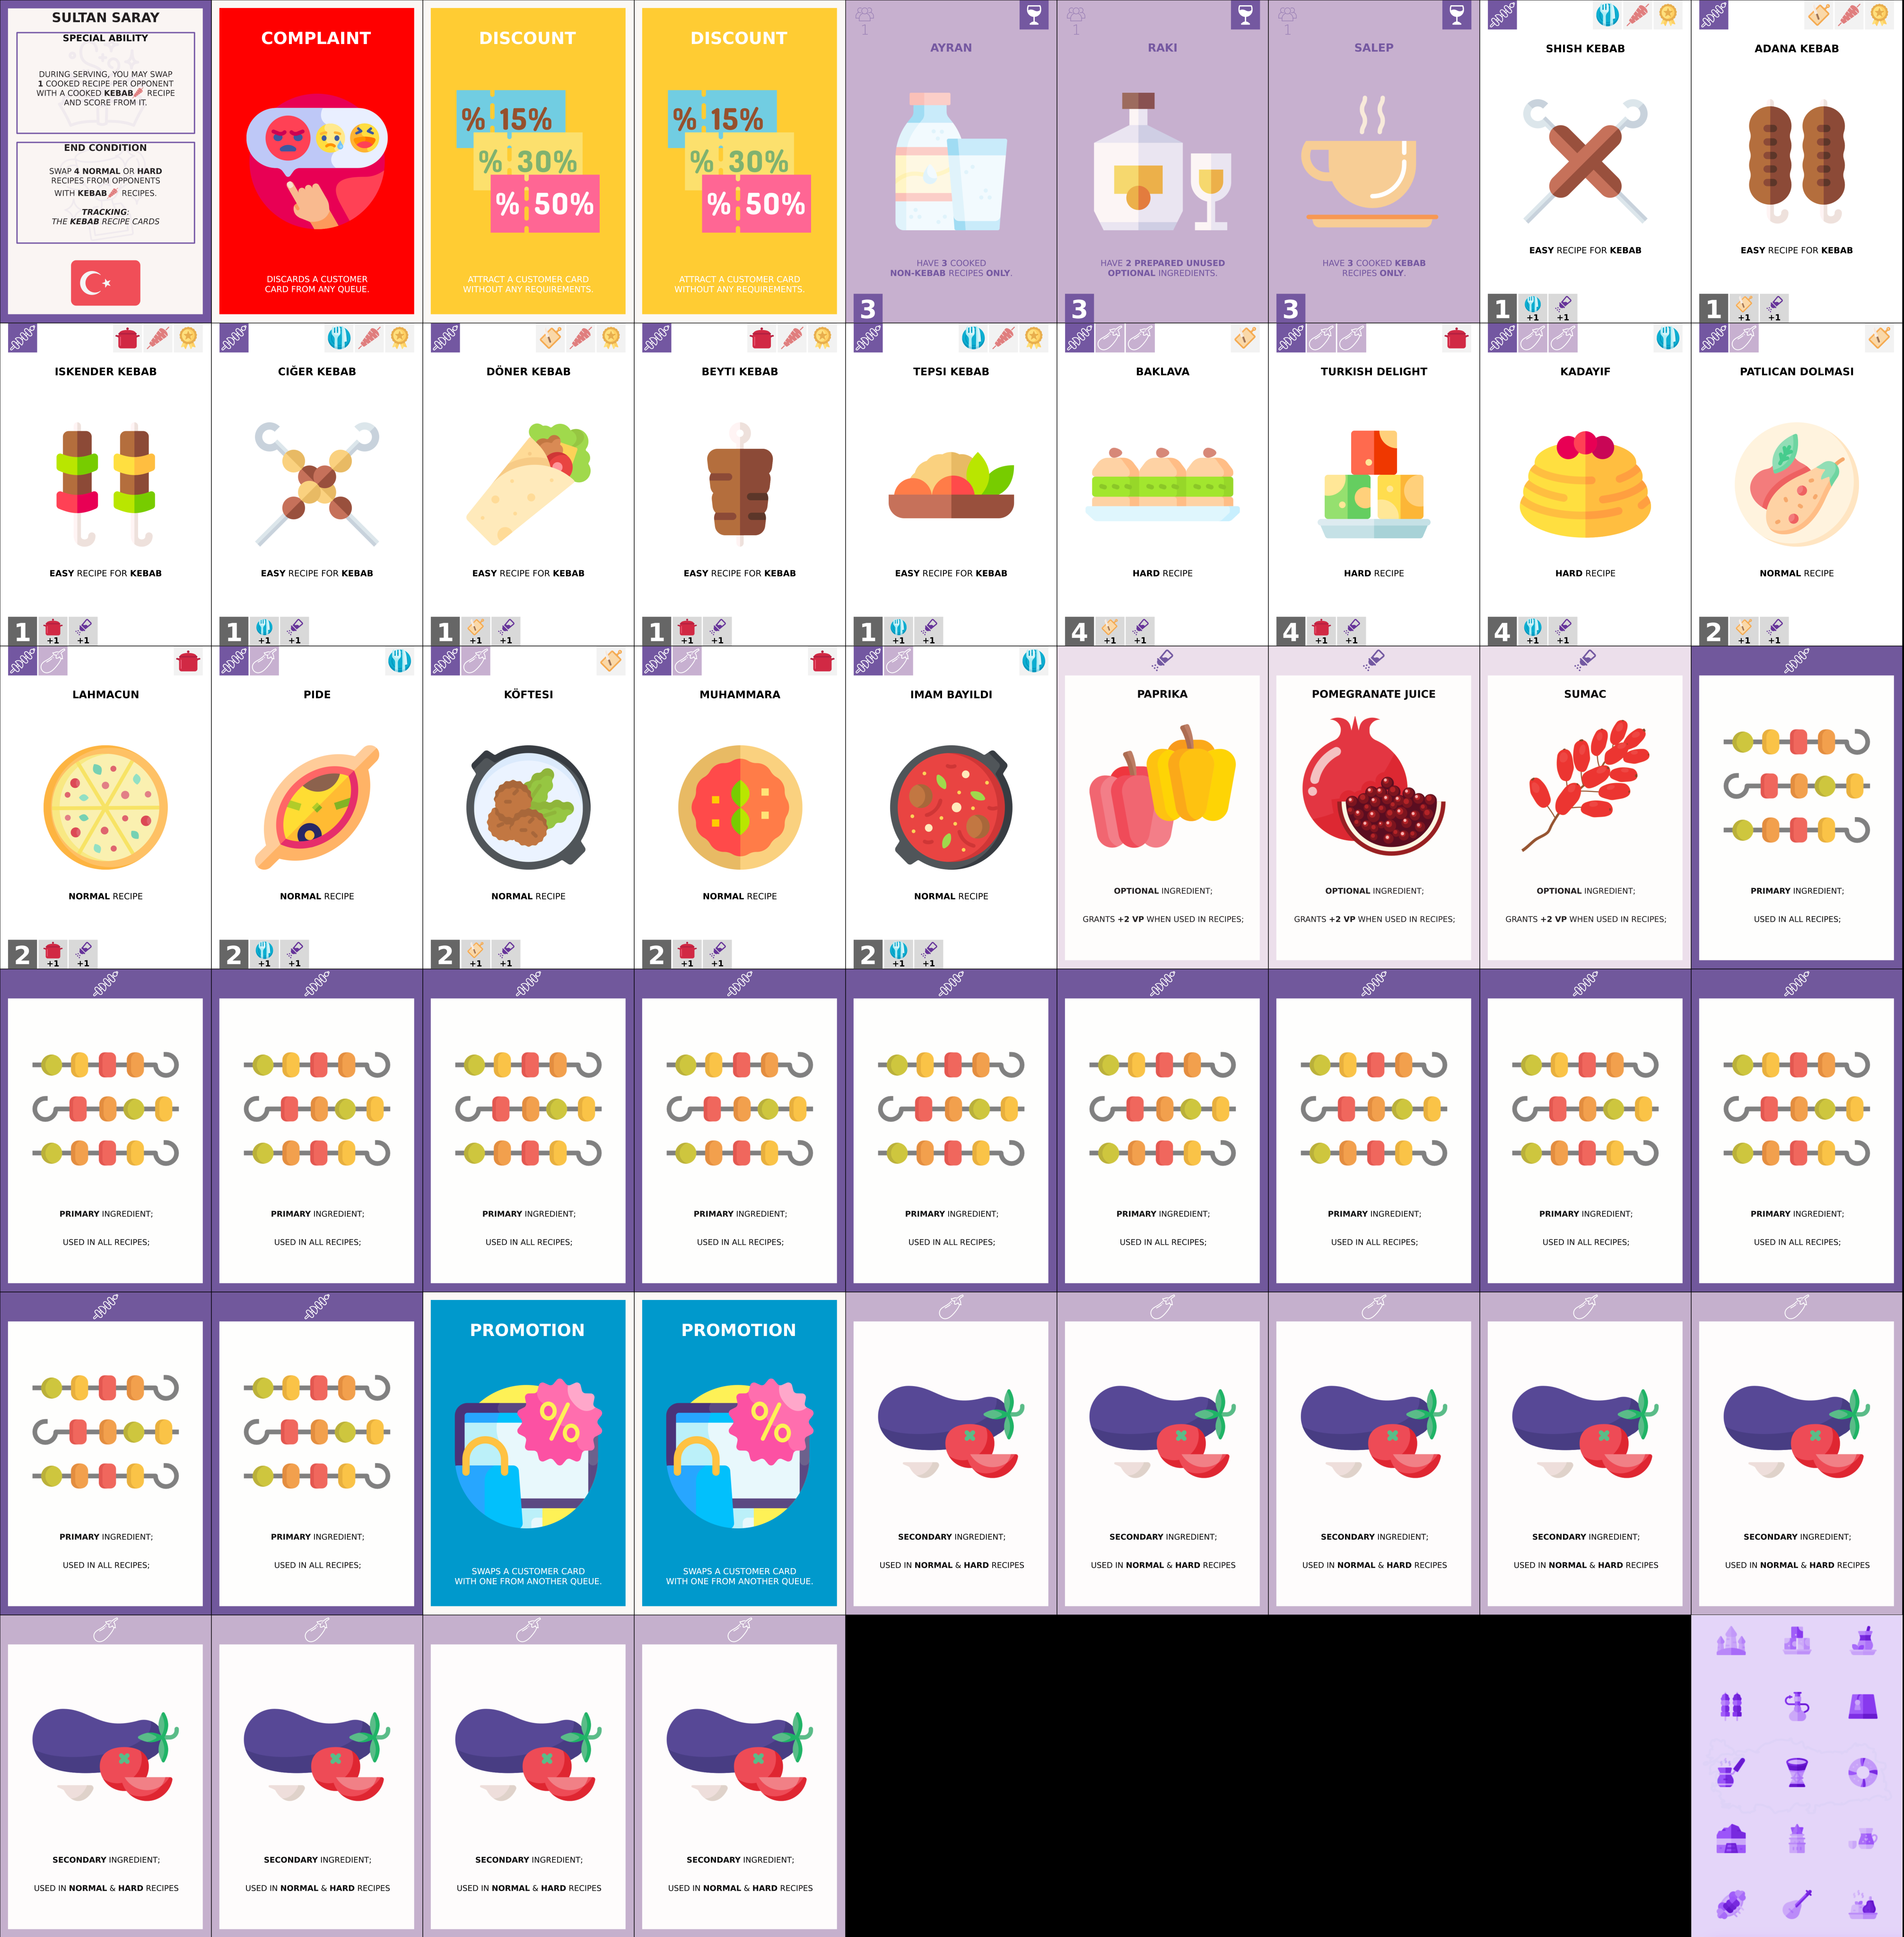 SULTAN SARAY
SPECIAL ABILITY
DURING SERVING, YOU MAY SWAP
1 COOKED RECIPE PER OPPONENT
WITH A COOKED KEBAB RECIPE
AND SCORE FROM IT.
END CONDITION
SWAP 4 NORMAL OR HARD
RECIPES FROM OPPONENTS
WITH KEBAB RECIPES.
TRACKING:
THE KEBAB RECIPE CARDS
COMPLAINT
DISCARDS A CUSTOMER
CARD FROM ANY QUEUE.
DISCOUNT
% 15%
% 30%
% 50%
ATTRACT A CUSTOMER CARD
WITHOUT ANY REQUIREMENTS.
DISCOUNT
% 15%
% 30%
% 50%
ATTRACT A CUSTOMER CARD
WITHOUT ANY REQUIREMENTS.
1
AYRAN
HAVE 3 COOKED
NON-KEBAB RECIPES ONLY.
3
1
RAKI
HAVE 2 PREPARED UNUSED
OPTIONAL INGREDIENTS.
3
1
SALEP
HAVE 3 COOKED KEBAB
RECIPES ONLY.
3
SHISH KEBAB
EASY RECIPE FOR KEBAB
1 +1 +1
ADANA KEBAB
EASY RECIPE FOR KEBAB
1 +1 +1
ISKENDER KEBAB
EASY RECIPE FOR KEBAB
1 +1 +1
CIĞER KEBAB
EASY RECIPE FOR KEBAB
1 +1 +1
DÖNER KEBAB
EASY RECIPE FOR KEBAB
1 +1 +1
BEYTI KEBAB
EASY RECIPE FOR KEBAB
1 +1 +1
TEPSI KEBAB
EASY RECIPE FOR KEBAB
1 +1 +1
BAKLAVA
HARD RECIPE
4 +1 +1
TURKISH DELIGHT
HARD RECIPE
4 +1 +1
KADAYIF
HARD RECIPE
4 +1 +1
PATLICAN DOLMASI
NORMAL RECIPE
2 +1 +1
LAHMACUN
NORMAL RECIPE
2 +1 +1
PIDE
NORMAL RECIPE
2 +1 +1
KÖFTESI
NORMAL RECIPE
2 +1 +1
MUHAMMARA
NORMAL RECIPE
2 +1 +1
IMAM BAYILDI
NORMAL RECIPE
2 +1 +1
PAPRIKA
OPTIONAL INGREDIENT;
GRANTS +2 VP WHEN USED IN RECIPES;
POMEGRANATE JUICE
OPTIONAL INGREDIENT;
GRANTS +2 VP WHEN USED IN RECIPES;
SUMAC
OPTIONAL INGREDIENT;
GRANTS +2 VP WHEN USED IN RECIPES;
PRIMARY INGREDIENT;
USED IN ALL RECIPES;
PRIMARY INGREDIENT;
USED IN ALL RECIPES;
PRIMARY INGREDIENT;
USED IN ALL RECIPES;
PRIMARY INGREDIENT;
USED IN ALL RECIPES;
PRIMARY INGREDIENT;
USED IN ALL RECIPES;
PRIMARY INGREDIENT;
USED IN ALL RECIPES;
PRIMARY INGREDIENT;
USED IN ALL RECIPES;
PRIMARY INGREDIENT;
USED IN ALL RECIPES;
PRIMARY INGREDIENT;
USED IN ALL RECIPES;
PRIMARY INGREDIENT;
USED IN ALL RECIPES;
PRIMARY INGREDIENT;
USED IN ALL RECIPES;
PRIMARY INGREDIENT;
USED IN ALL RECIPES;
PROMOTION
%
SWAPS A CUSTOMER CARD
WITH ONE FROM ANOTHER QUEUE.
PROMOTION
%
SWAPS A CUSTOMER CARD
WITH ONE FROM ANOTHER QUEUE.
SECONDARY INGREDIENT;
USED IN NORMAL & HARD RECIPES
SECONDARY INGREDIENT;
USED IN NORMAL & HARD RECIPES
SECONDARY INGREDIENT;
USED IN NORMAL & HARD RECIPES
SECONDARY INGREDIENT;
USED IN NORMAL & HARD RECIPES
SECONDARY INGREDIENT;
USED IN NORMAL & HARD RECIPES
SECONDARY INGREDIENT;
USED IN NORMAL & HARD RECIPES
SECONDARY INGREDIENT;
USED IN NORMAL & HARD RECIPES
SECONDARY INGREDIENT;
USED IN NORMAL & HARD RECIPES
SECONDARY INGREDIENT;
USED IN NORMAL & HARD RECIPES